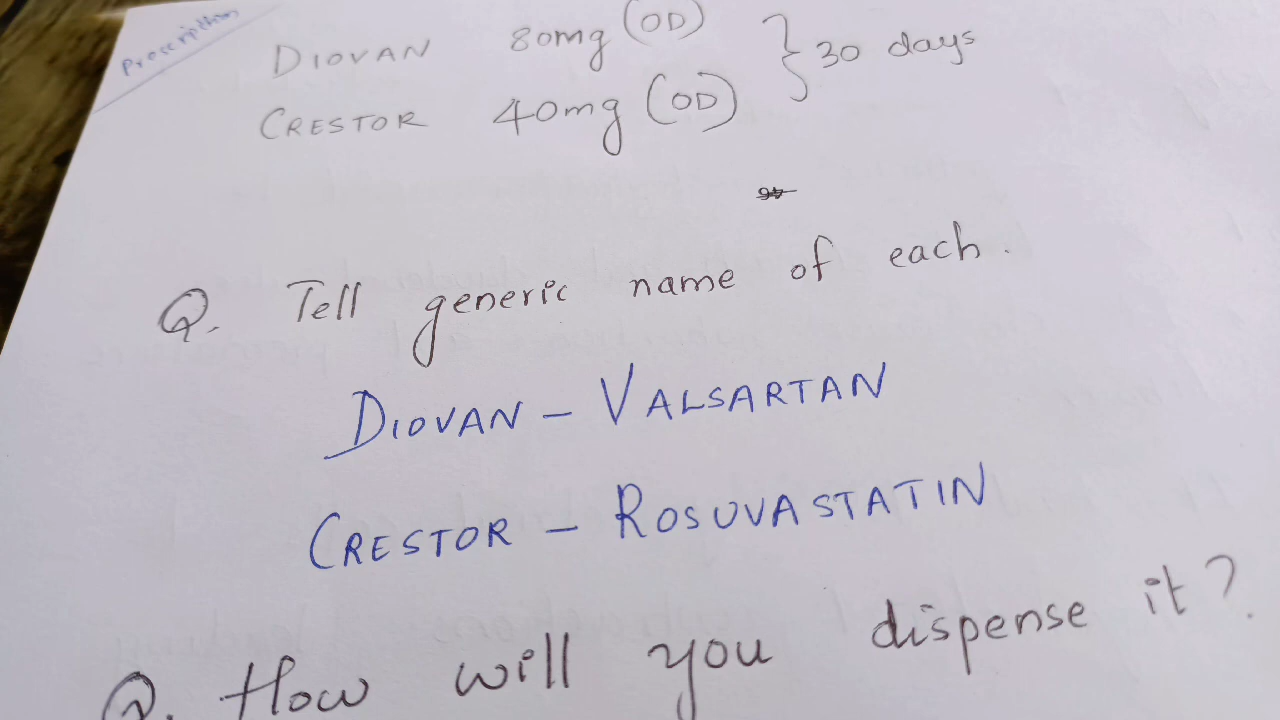 Prescription
DIOVAN 80mg (OD) } 30 days
CRESTOR 40mg (OD)
Q. Tell generic name of each.
DIOVAN - VALSARTAN
CRESTOR - ROSUVASTATIN
Q. How will you dispense it?